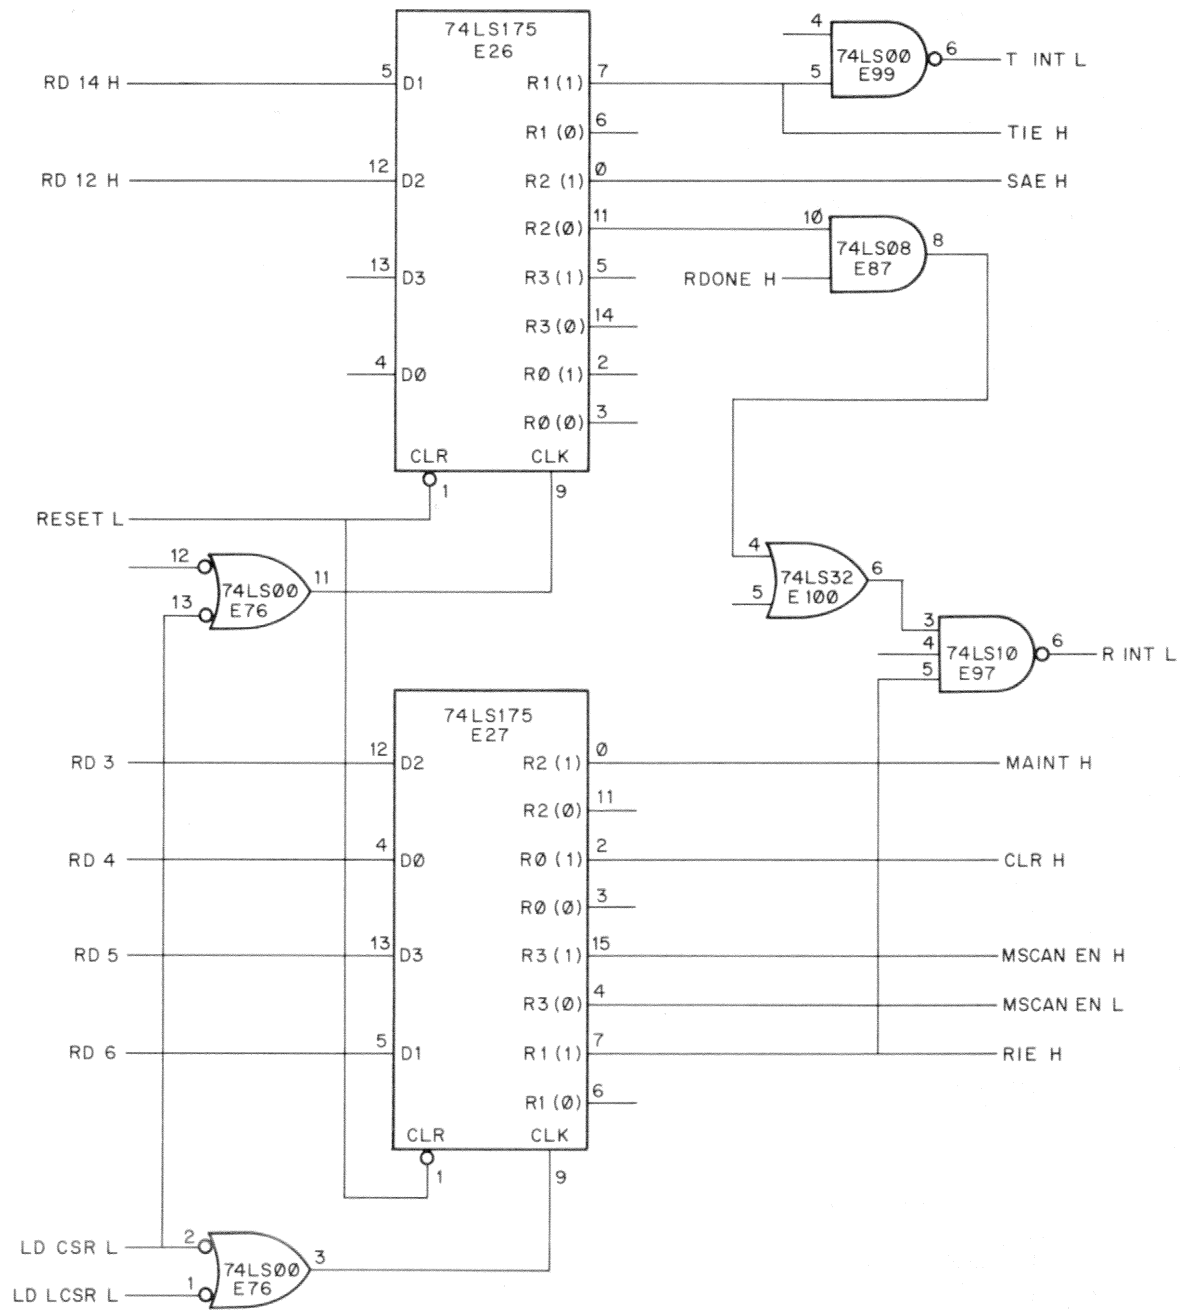 74LS175
E26
RD 14 H
5
D1
R1 (1)
7
R1 (Ø)
6
RD 12 H
12
D2
R2 (1)
Ø
SAE H
R2 (Ø)
11
13
D3
R3 (1)
5
R3 (Ø)
14
4
DØ
RØ (1)
2
RØ (Ø)
3
CLR
CLK
1
9
4
5
74LSØØ
E99
6
T INT L
TIE H
1Ø
RDONE H
74LSØ8
E87
8
RESET L
12
13
74LSØØ
E76
11
4
5
74LS32
E1ØØ
6
3
4
5
74LS1Ø
E97
6
R INT L
74LS175
E27
RD 3
12
D2
R2 (1)
Ø
MAINT H
R2 (Ø)
11
RD 4
4
DØ
RØ (1)
2
CLR H
RØ (Ø)
3
RD 5
13
D3
R3 (1)
15
MSCAN EN H
R3 (Ø)
4
MSCAN EN L
RD 6
5
D1
R1 (1)
7
RIE H
R1 (Ø)
6
CLR
CLK
1
9
LD CSR L
2
LD LCSR L
1
74LSØØ
E76
3